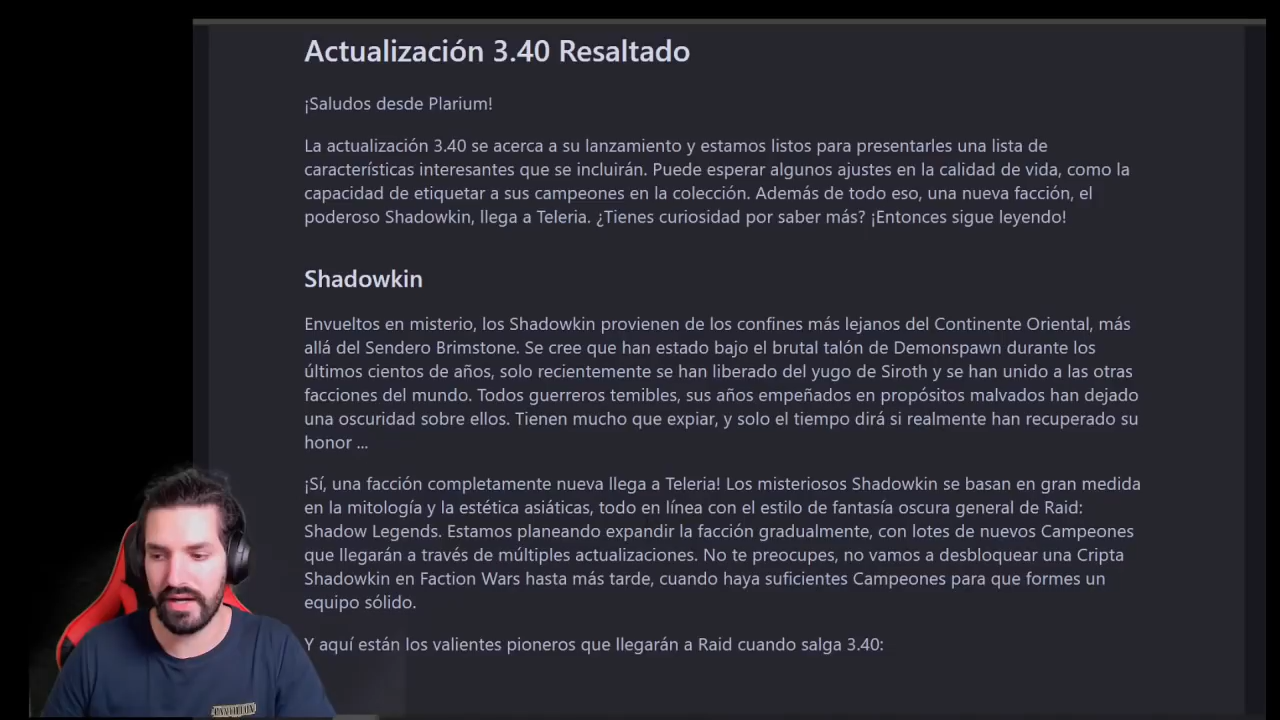 Actualización 3.40 Resaltado
¡Saludos desde Plarium!
La actualización 3.40 se acerca a su lanzamiento y estamos listos para presentarles una lista de
características interesantes que se incluirán. Puede esperar algunos ajustes en la calidad de vida, como la
capacidad de etiquetar a sus campeones en la colección. Además de todo eso, una nueva facción, el
poderoso Shadowkin, llega a Teleria. ¿Tienes curiosidad por saber más? ¡Entonces sigue leyendo!
Shadowkin
Envueltos en misterio, los Shadowkin provienen de los confines más lejanos del Continente Oriental, más
allá del Sendero Brimstone. Se cree que han estado bajo el brutal talón de Demonspawn durante los
últimos cientos de años, solo recientemente se han liberado del yugo de Siroth y se han unido a las otras
facciones del mundo. Todos guerreros temibles, sus años empeñados en propósitos malvados han dejado
una oscuridad sobre ellos. Tienen mucho que expiar, y solo el tiempo dirá si realmente han recuperado su
honor ...
¡Sí, una facción completamente nueva llega a Teleria! Los misteriosos Shadowkin se basan en gran medida
en la mitología y la estética asiáticas, todo en línea con el estilo de fantasía oscura general de Raid:
Shadow Legends. Estamos planeando expandir la facción gradualmente, con lotes de nuevos Campeones
que llegarán a través de múltiples actualizaciones. No te preocupes, no vamos a desbloquear una Cripta
Shadowkin en Faction Wars hasta más tarde, cuando haya suficientes Campeones para que formes un
equipo sólido.
Y aquí están los valientes pioneros que llegarán a Raid cuando salga 3.40: